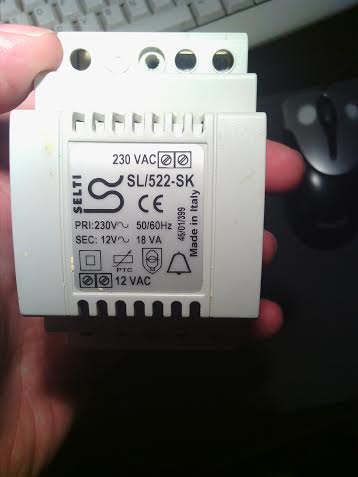 230 VAC
SELTI
SL/522-SK
CE
PRI:230V~ 50/60Hz
SEC: 12V~ 18 VA
46/01/399
Made in Italy
PTC
12 VAC